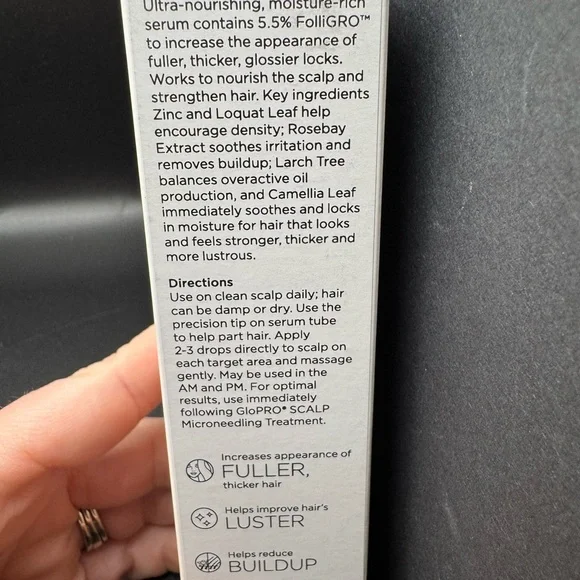 Ultra-nourishing, moisture-rich
serum contains 5.5% FolliGRO™
to increase the appearance of
fuller, thicker, glossier locks.
Works to nourish the scalp and
strengthen hair. Key ingredients
Zinc and Loquat Leaf help
encourage density; Rosebay
Extract soothes irritation and
removes buildup; Larch Tree
balances overactive oil
production, and Camellia Leaf
immediately soothes and locks
in moisture for hair that looks
and feels stronger, thicker and
more lustrous.
Directions
Use on clean scalp daily; hair
can be damp or dry. Use the
precision tip on serum tube
to help part hair. Apply
2-3 drops directly to scalp on
each target area and massage
gently. May be used in the
AM and PM. For optimal
results, use immediately
following GloPRO® SCALP
Microneedling Treatment.
Increases appearance of
FULLER,
thicker hair
Helps improve hair's
LUSTER
Helps reduce
BUILDUP